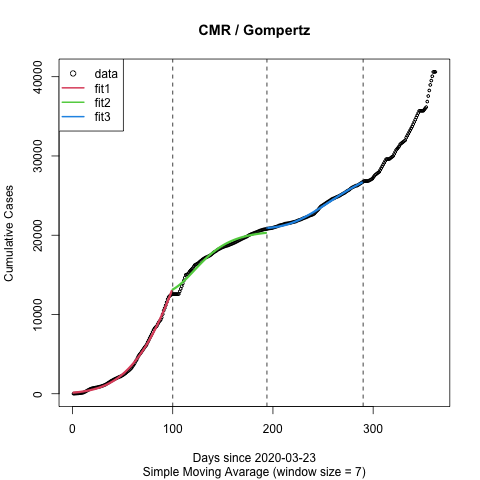 CMR / Gompertz
data
fit1
fit2
fit3
40000
30000
20000
10000
0
Cumulative Cases
0 100 200 300
Days since 2020-03-23
Simple Moving Avarage (window size = 7)